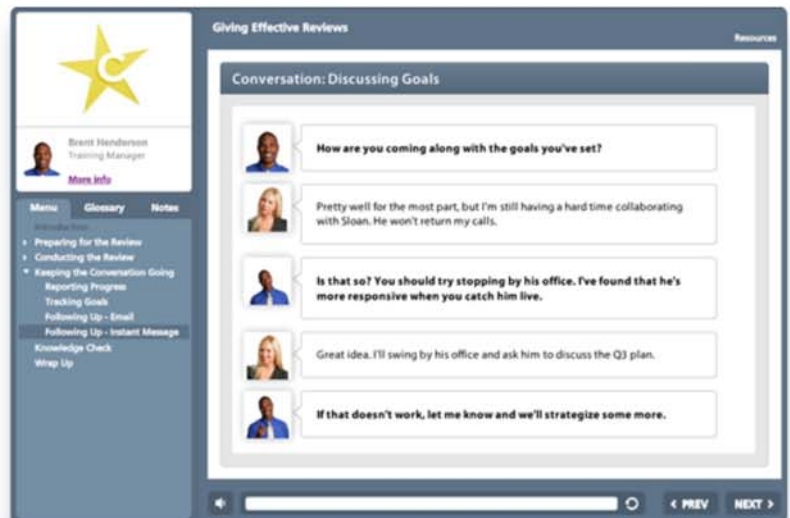 Giving Effective Reviews
Resources
C
Brent Henderson
Training Manager
More info
Menu Glossary Notes
Introduction
Preparing for the Review
Conducting the Review
Keeping the Conversation Going
Reporting Progress
Tracking Goals
Following Up - Email
Following Up - Instant Message
Knowledge Check
Wrap Up
Conversation: Discussing Goals
How are you coming along with the goals you've set?
Pretty well for the most part, but I'm still having a hard time collaborating
with Sloan. He won't return my calls.
Is that so? You should try stopping by his office. I've found that he's
more responsive when you catch him live.
Great idea. I'll swing by his office and ask him to discuss the Q3 plan.
If that doesn't work, let me know and we'll strategize some more.
< PREV NEXT >